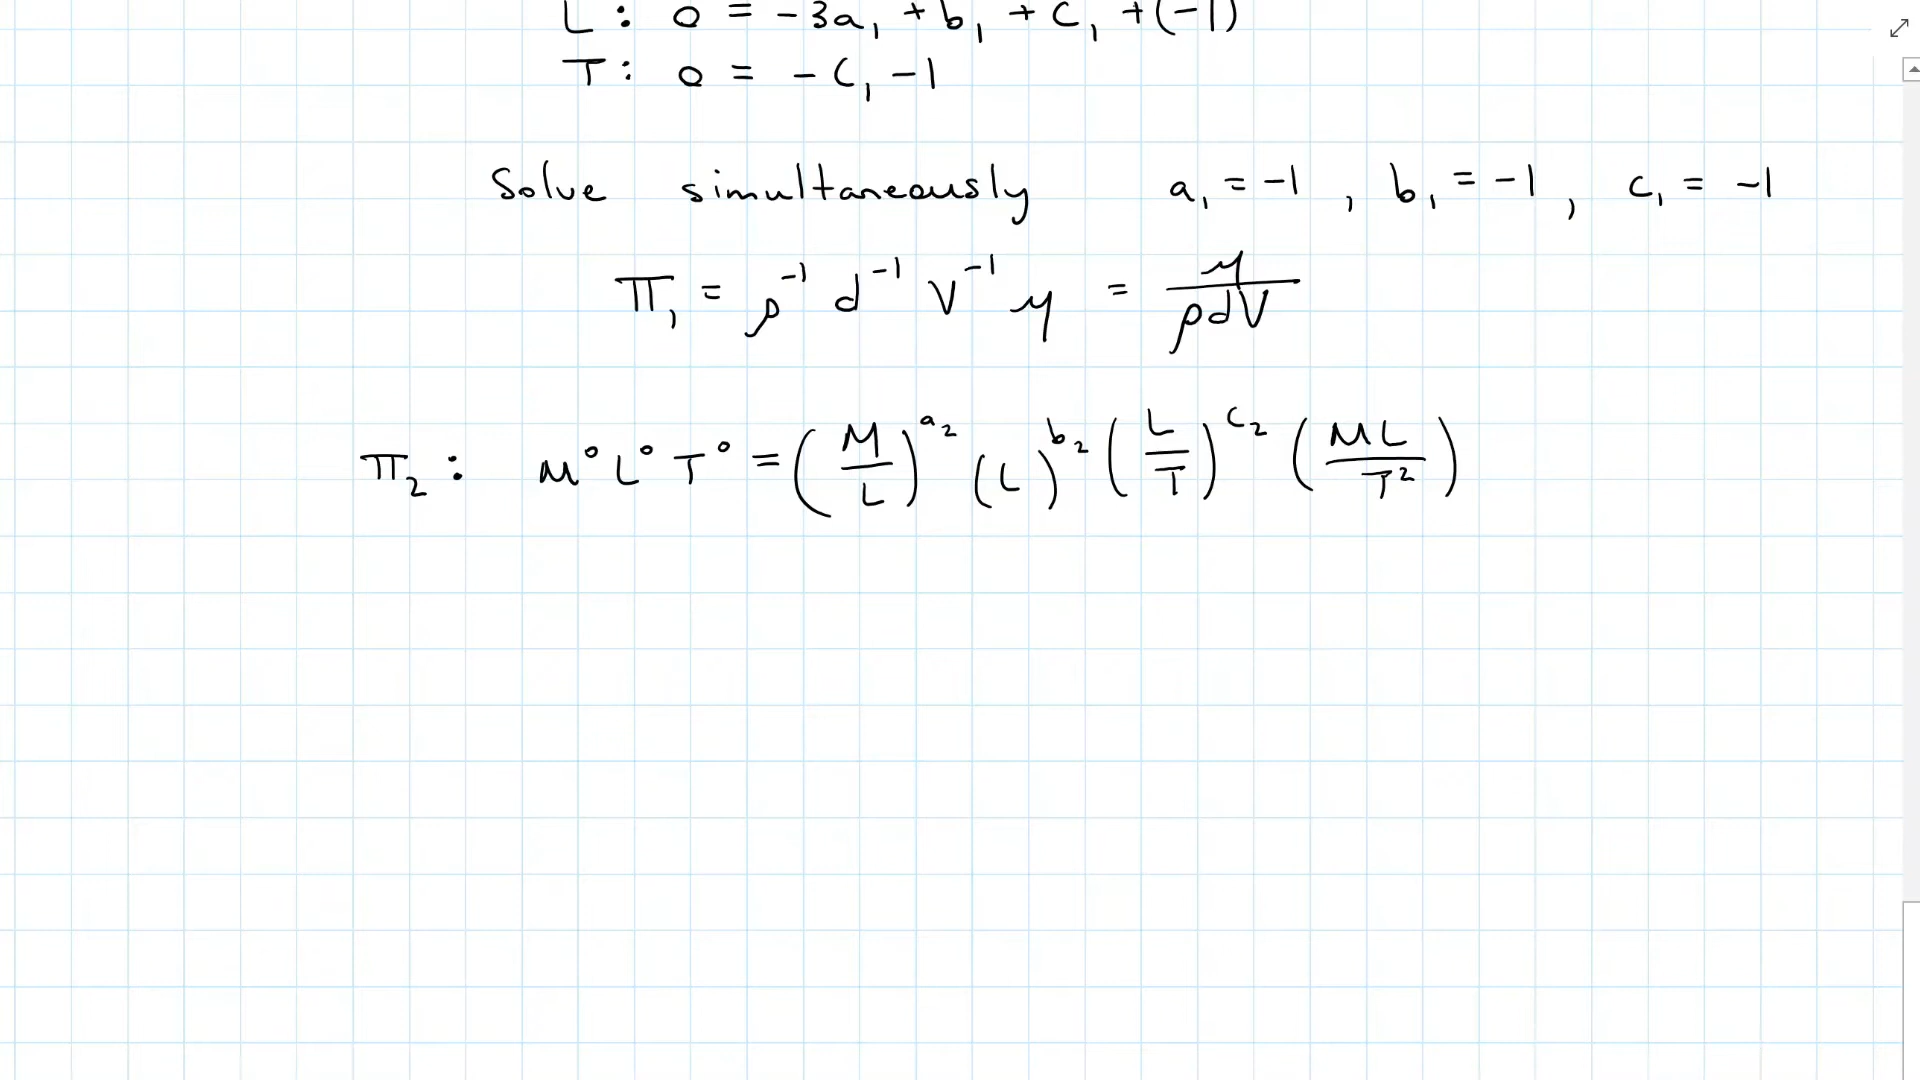 L : 0 = -3a₁ + b₁ + c₁ + (-1)
T : 0 = -c₁ -1
Solve simultaneously a₁ = -1 , b₁ = -1 , c₁ = -1
π₁ = ρ⁻¹ d⁻¹ V⁻¹ μ = μ/ρdV
π₂ : M⁰ L⁰ T⁰ = (M/L)^a₂ (L)^b₂ (L/T)^c₂ (ML/T²)